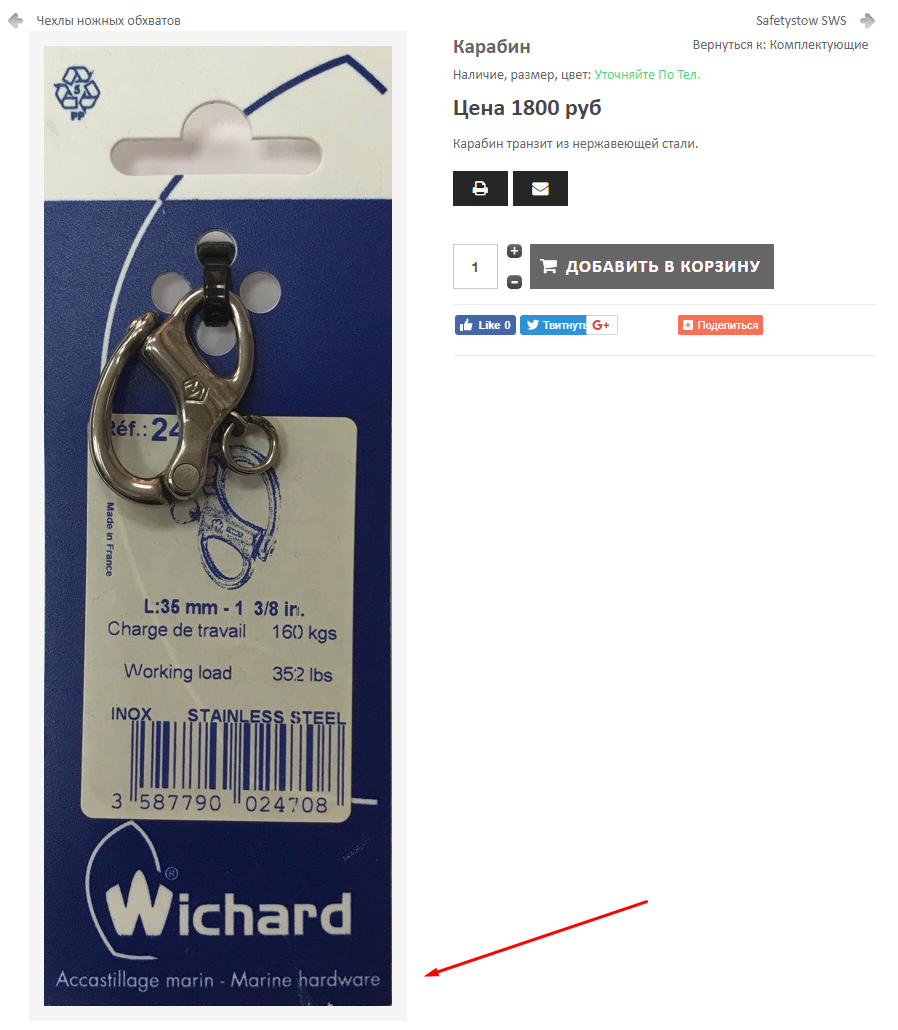 Чехлы ножных обхватов
Safetystow SWS
Карабин
Вернуться к: Комплектующие
Наличие, размер, цвет: Уточняйте По Тел.
Цена 1800 руб
Карабин транзит из нержавеющей стали.
1
ДОБАВИТЬ В КОРЗИНУ
Like 0
Твитнуть
G+
Поделиться
5
PP
Réf.: 24
Made in France
L:35 mm - 1 3/8 in.
Charge de travail 160 kgs
Working load 352 lbs
INOX STAINLESS STEEL
3 587790 024708
Wichard®
Accastillage marin - Marine hardware